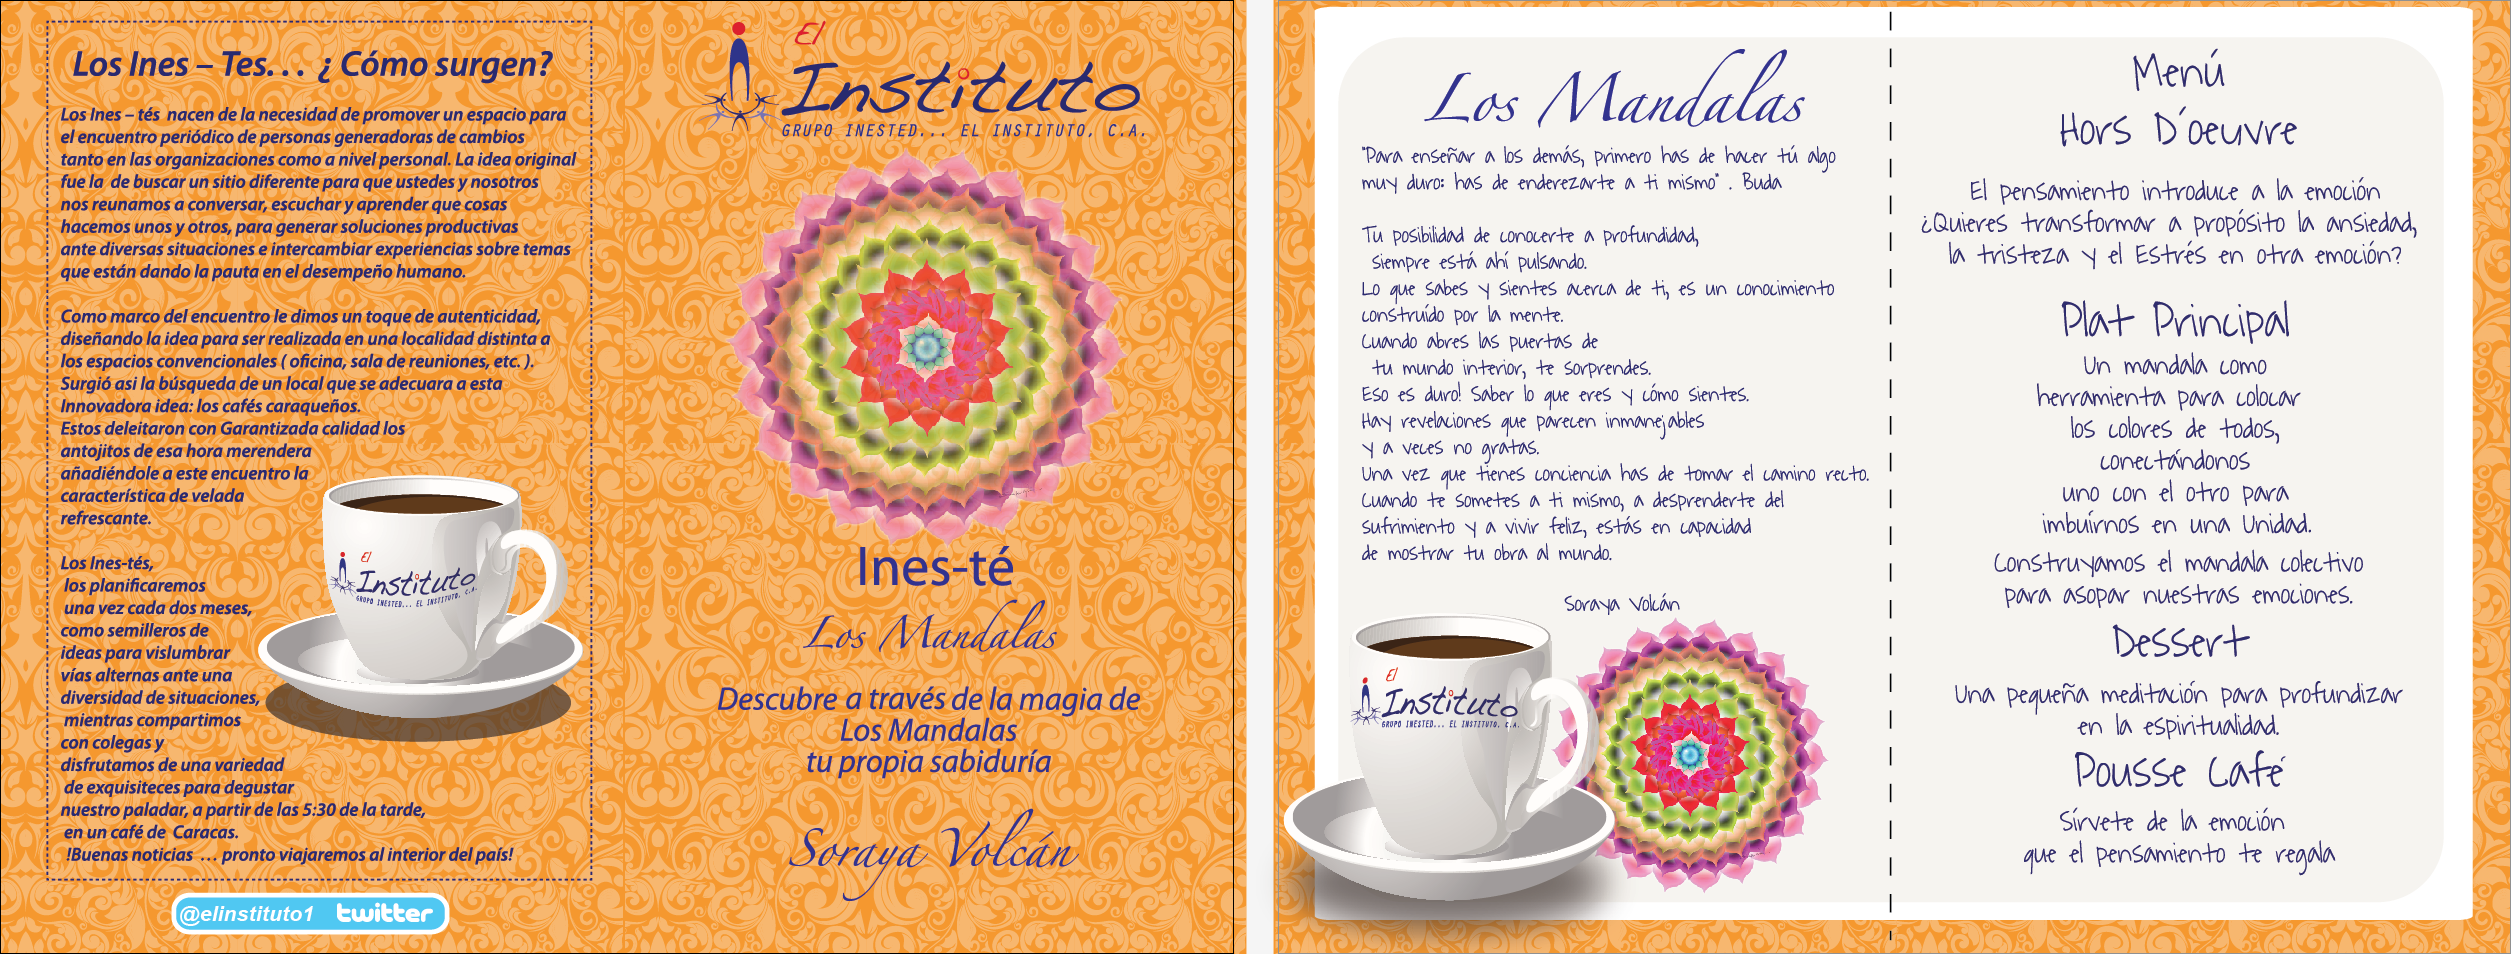 Los Ines – Tes… ¿ Cómo surgen?
Los Ines – tés  nacen de la necesidad de promover un espacio para
el encuentro periódico de personas generadoras de cambios
tanto en las organizaciones como a nivel personal. La idea original
fue la  de buscar un sitio diferente para que ustedes y nosotros
nos reunamos a conversar, escuchar y aprender que cosas
hacemos unos y otros, para generar soluciones productivas
ante diversas situaciones e intercambiar experiencias sobre temas
que están dando la pauta en el desempeño humano.
Como marco del encuentro le dimos un toque de autenticidad,
diseñando la idea para ser realizada en una localidad distinta a
los espacios convencionales ( oficina, sala de reuniones, etc. ).
Surgió asi la búsqueda de un local que se adecuara a esta
Innovadora idea: los cafés caraqueños.
Estos deleitaron con Garantizada calidad los
antojitos de esa hora merendera
añadiéndole a este encuentro la
característica de velada
refrescante.
Los Ines-tés,
los planificaremos
una vez cada dos meses,
como semilleros de
ideas para vislumbrar
vías alternas ante una
diversidad de situaciones,
mientras compartimos
con colegas y
disfrutamos de una variedad
de exquisiteces para degustar
nuestro paladar, a partir de las 5:30 de la tarde,
en un café de  Caracas.
!Buenas noticias  … pronto viajaremos al interior del país!
El
Instituto
GRUPO INESTED... EL INSTITUTO, C.A.
@elinstituto1 twitter
El
Instituto
GRUPO INESTED... EL INSTITUTO, C.A.
Ines-té
Los Mandalas
Descubre a través de la magia de
Los Mandalas
tu propia sabiduría
Soraya Volcán
Los Mandalas
"Para enseñar a los demás, primero has de hacer tú algo
muy duro: has de enderezarte a ti mismo" . Buda
Tu posibilidad de conocerte a profundidad,
siempre está ahí pulsando.
Lo que sabes y sientes acerca de ti, es un conocimiento
construído por la mente.
Cuando abres las puertas de
tu mundo interior, te sorprendes.
Eso es duro! Saber lo que eres y cómo sientes.
Hay revelaciones que parecen inmanejables
y a veces no gratas.
Una vez que tienes conciencia has de tomar el camino recto.
Cuando te sometes a ti mismo, a desprenderte del
sufrimiento y a vivir feliz, estás en capacidad
de mostrar tu obra al mundo.
Soraya Volcán
El
Instituto
GRUPO INESTED... EL INSTITUTO, C.A.
Menú
Hors D´oeuvre
El pensamiento introduce a la emoción
¿Quieres transformar a propósito la ansiedad,
la tristeza y el Estrés en otra emoción?
Plat Principal
Un mandala como
herramienta para colocar
los colores de todos,
conectándonos
uno con el otro para
imbuírnos en una Unidad.
Construyamos el mandala colectivo
para asopar nuestras emociones.
Dessert
Una pequeña meditación para profundizar
en la espiritualidad.
Pousse Café
Sírvete de la emoción
que el pensamiento te regala